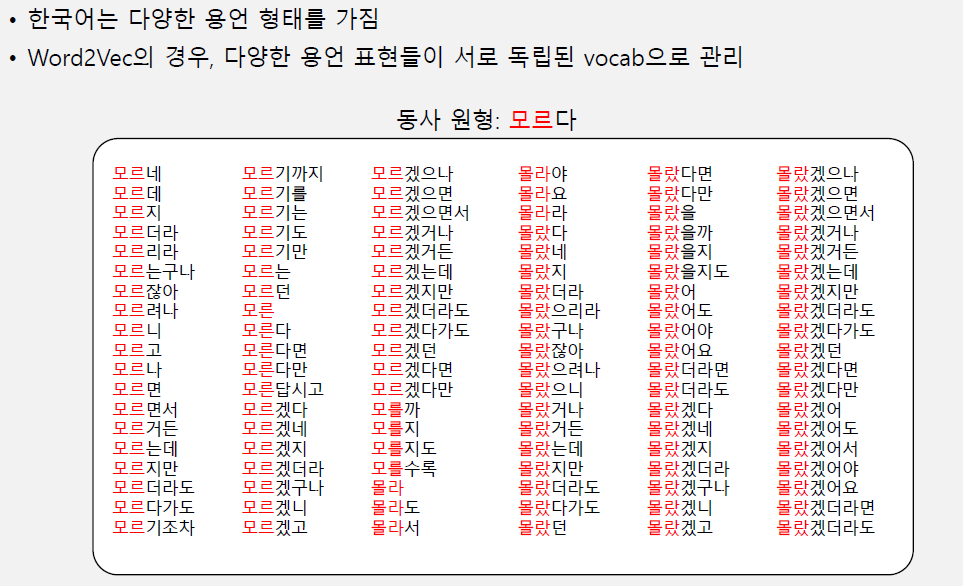 • 한국어는 다양한 용언 형태를 가짐
• Word2Vec의 경우, 다양한 용언 표현들이 서로 독립된 vocab으로 관리
동사 원형: 모르다
모르네 모르기까지 모르겠으나 몰라야 몰랐다면 몰랐겠으나
모르데 모르기를 모르겠으면 몰라요 몰랐다만 몰랐겠으면
모르지 모르기는 모르겠으면서 몰라라 몰랐을 몰랐겠으면서
모르더라 모르기도 모르겠거나 몰랐다 몰랐을까 몰랐겠거나
모르리라 모르기만 모르겠거든 몰랐네 몰랐을지 몰랐겠거든
모르는구나 모르는 모르겠는데 몰랐지 몰랐을지도 몰랐겠는데
모르잖아 모르던 모르겠지만 몰랐더라 몰랐어 몰랐겠지만
모르려나 모른 모르겠더라도 몰랐으리라 몰랐어도 몰랐겠더라도
모르니 모른다 모르겠다가도 몰랐구나 몰랐어야 몰랐겠다가도
모르고 모른다면 모르겠던 몰랐잖아 몰랐어요 몰랐겠던
모르나 모른다만 모르겠다면 몰랐으려나 몰랐더라면 몰랐겠다면
모르면 모른답시고 모르겠다만 몰랐으니 몰랐더라도 몰랐겠다만
모르면서 모르겠다 모를까 몰랐거나 몰랐겠다 몰랐겠어
모르거든 모르겠네 모를지 몰랐거든 몰랐겠네 몰랐겠어도
모르는데 모르겠지 모를지도 몰랐는데 몰랐겠지 몰랐겠어서
모르지만 모르겠더라 모를수록 몰랐지만 몰랐겠더라 몰랐겠어야
모르더라도 모르겠구나 몰라 몰랐더라도 몰랐겠구나 몰랐겠어요
모르다가도 모르겠니 몰라도 몰랐다가도 몰랐겠니 몰랐겠더라면
모르기조차 모르겠고 몰라서 몰랐던 몰랐겠고 몰랐겠더라도